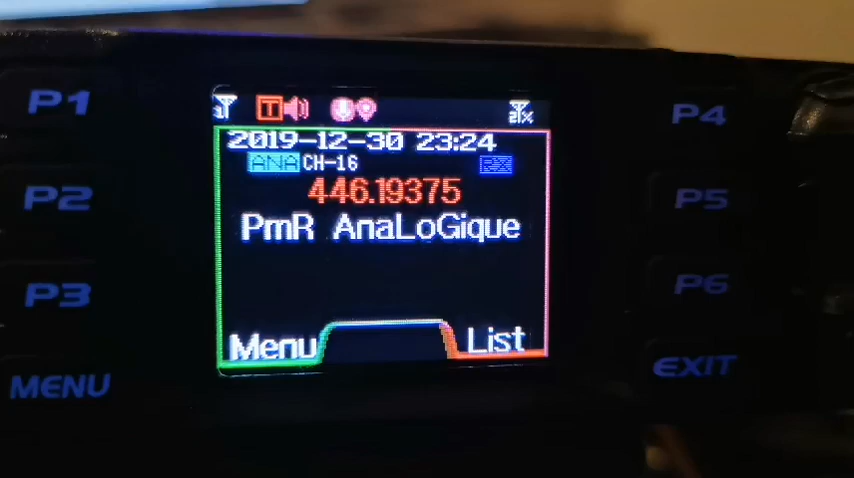 P1
P2
P3
MENU
T
2019-12-30 23:24
ANA CH-16 RX
446.19375
PmR AnaLoGique
Menu List
P4
P5
P6
EXIT